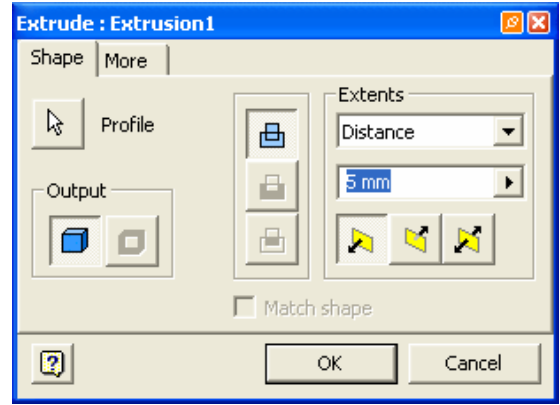 Extrude : Extrusion1
Shape
More
Profile
Output
Extents
Distance
5 mm
Match shape
OK
Cancel